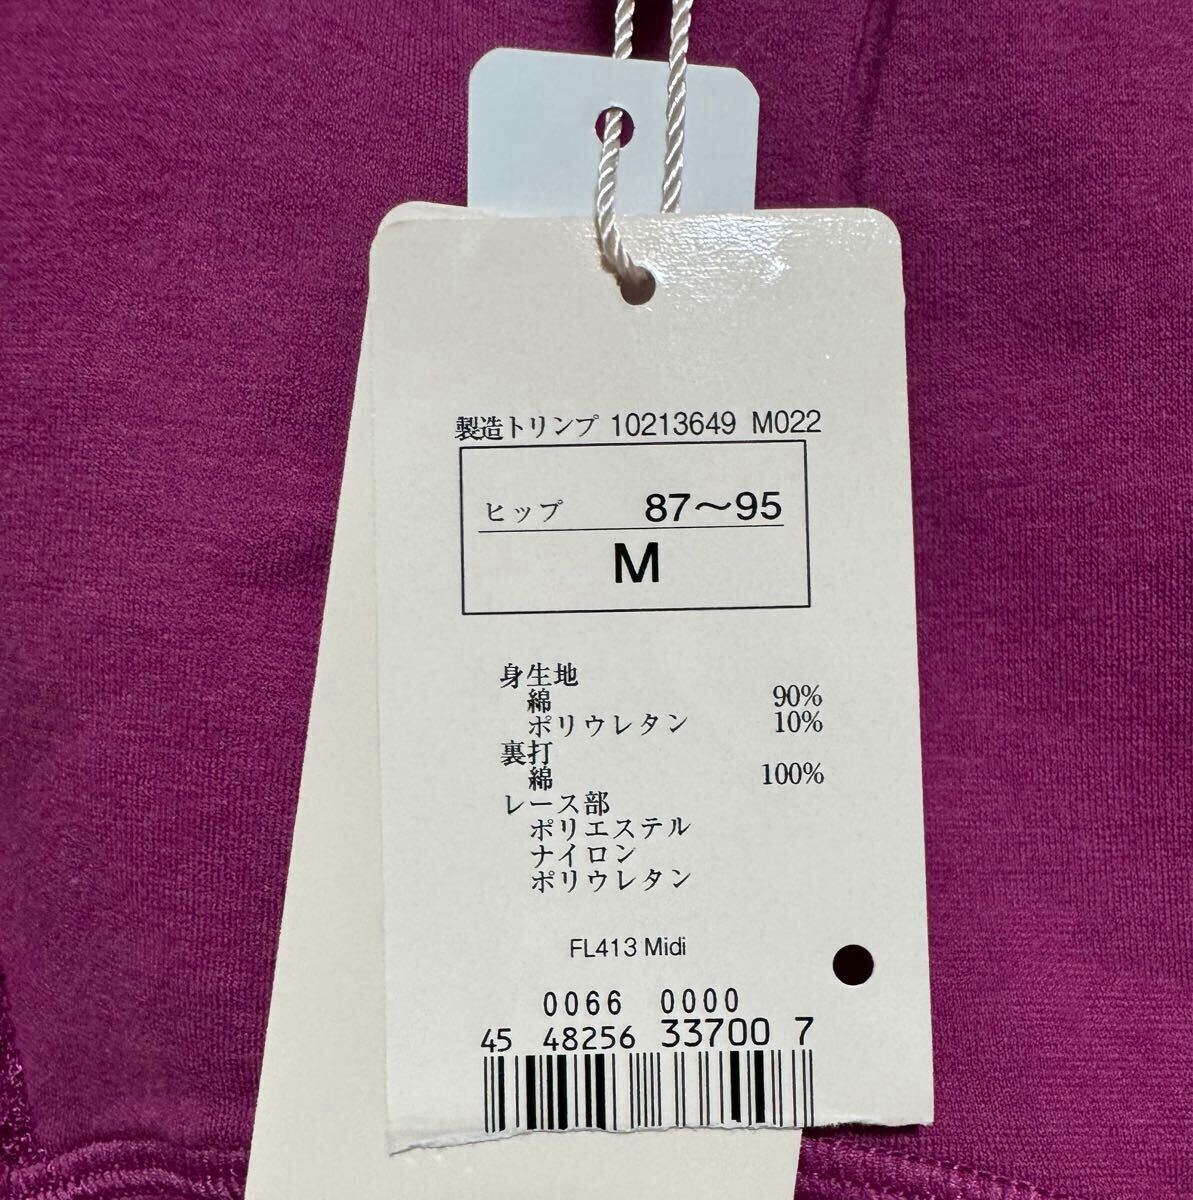 製造トリンプ 10213649 M022
ヒップ 87〜95
M
身生地
綿 90%
ポリウレタン 10%
裏打
綿 100%
レース部
ポリエステル
ナイロン
ポリウレタン
FL413 Midi
0066 0000
45 48256 33700 7